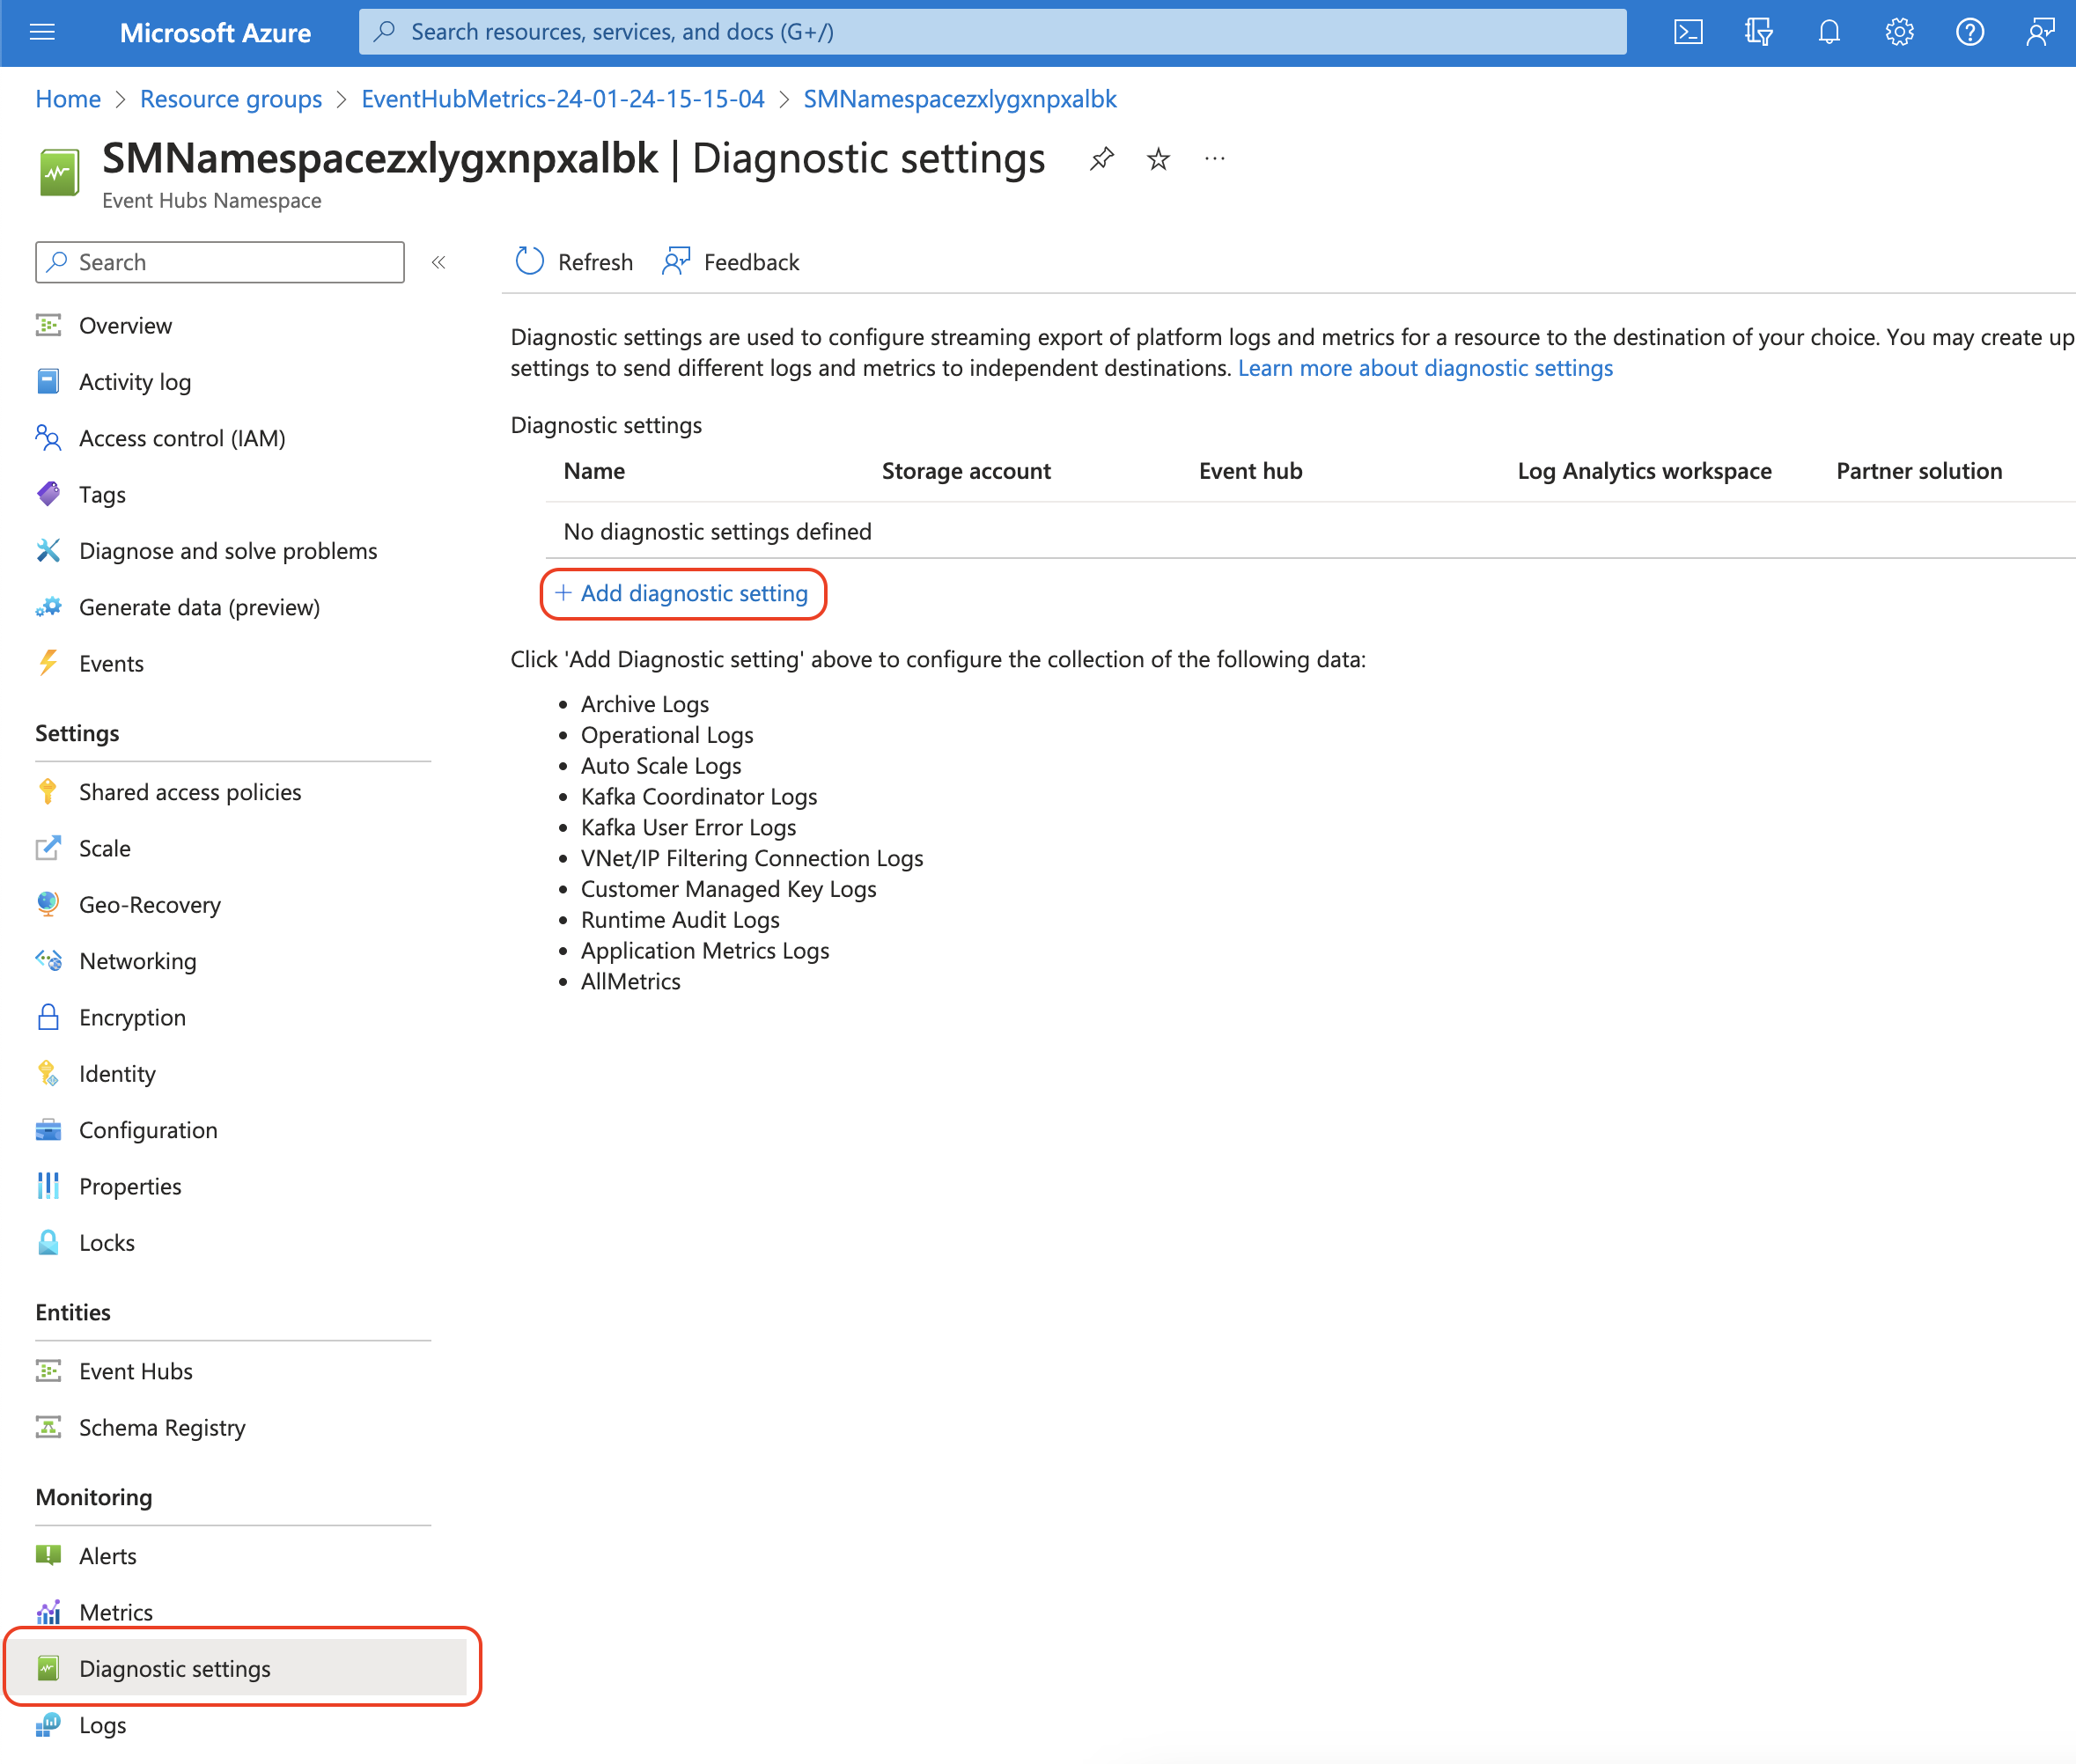 Microsoft Azure
Search resources, services, and docs (G+/)
Home > Resource groups > EventHubMetrics-24-01-24-15-15-04 > SMNamespacezxlygxnpxalbk
SMNamespacezxlygxnpxalbk | Diagnostic settings
Event Hubs Namespace
Search
Overview
Activity log
Access control (IAM)
Tags
Diagnose and solve problems
Generate data (preview)
Events
Settings
Shared access policies
Scale
Geo-Recovery
Networking
Encryption
Identity
Configuration
Properties
Locks
Entities
Event Hubs
Schema Registry
Monitoring
Alerts
Metrics
Diagnostic settings
Logs
Refresh Feedback
Diagnostic settings are used to configure streaming export of platform logs and metrics for a resource to the destination of your choice. You may create up
settings to send different logs and metrics to independent destinations. Learn more about diagnostic settings
Diagnostic settings
Name Storage account Event hub Log Analytics workspace Partner solution
No diagnostic settings defined
+ Add diagnostic setting
Click 'Add Diagnostic setting' above to configure the collection of the following data:
• Archive Logs
• Operational Logs
• Auto Scale Logs
• Kafka Coordinator Logs
• Kafka User Error Logs
• VNet/IP Filtering Connection Logs
• Customer Managed Key Logs
• Runtime Audit Logs
• Application Metrics Logs
• AllMetrics